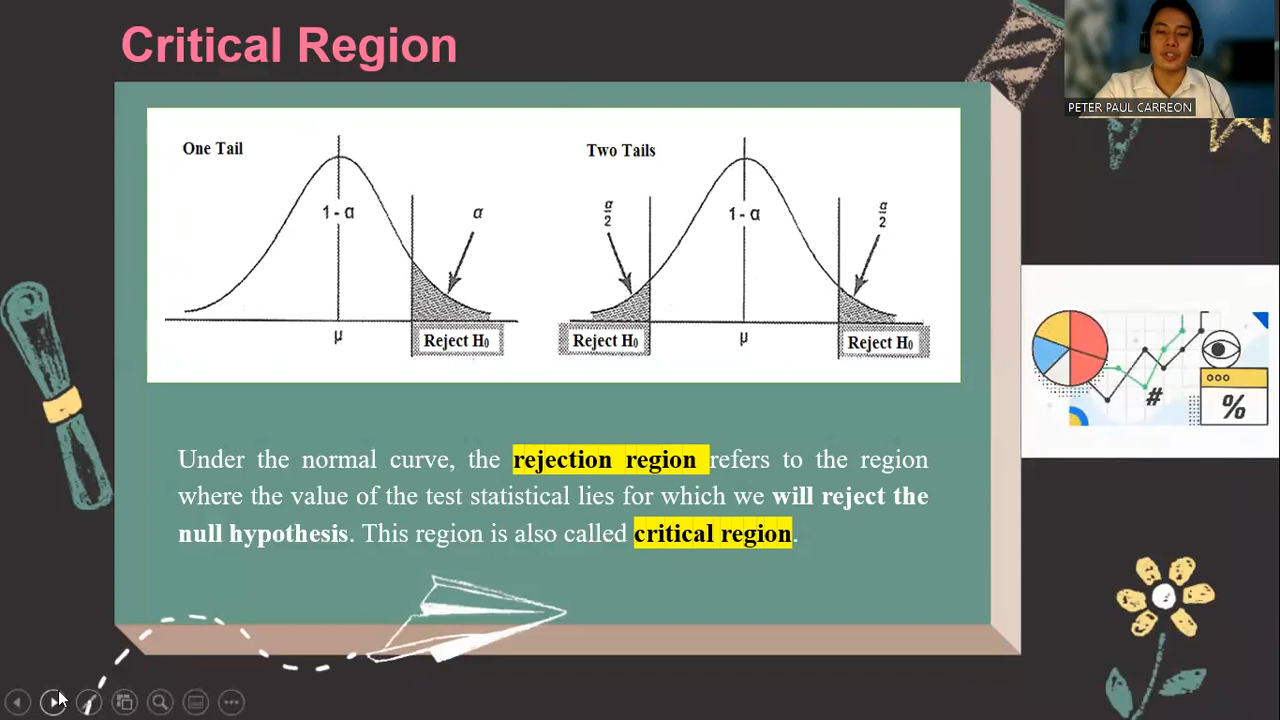 Critical Region
PETER PAUL CARREON
One Tail
1 - α
α
μ
Reject H₀
Two Tails
α/2
1 - α
α/2
Reject H₀
μ
Reject H₀
#
%
Under the normal curve, the rejection region refers to the region
where the value of the test statistical lies for which we will reject the
null hypothesis. This region is also called critical region.